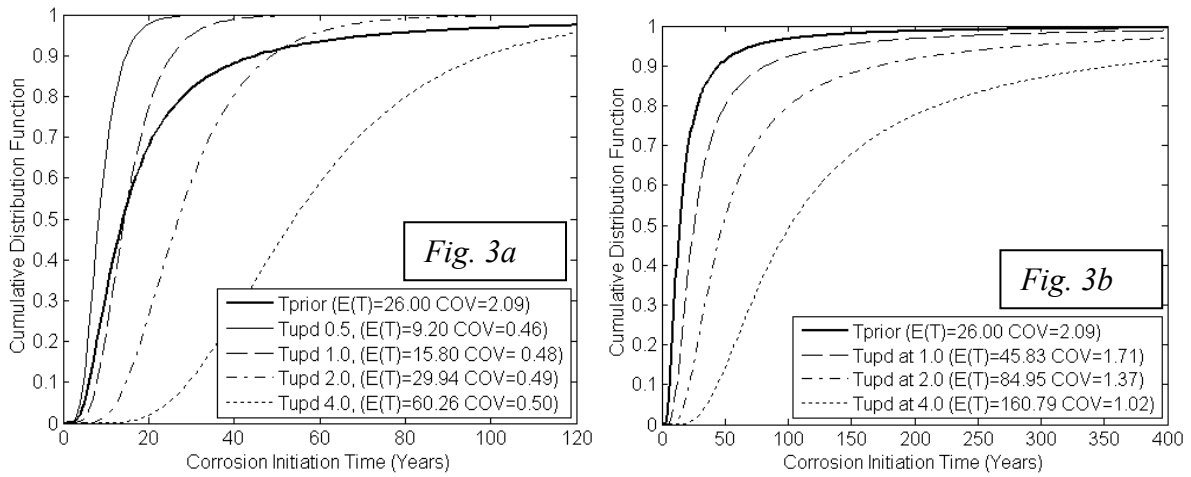 Cumulative Distribution Function
1
0.9
0.8
0.7
0.6
0.5
0.4
0.3
0.2
0.1
0
Fig. 3a
Tprior (E(T)=26.00 COV=2.09)
Tupd 0.5, (E(T)=9.20 COV=0.46)
Tupd 1.0, (E(T)=15.80 COV= 0.48)
Tupd 2.0, (E(T)=29.94 COV=0.49)
Tupd 4.0, (E(T)=60.26 COV=0.50)
0 20 40 60 80 100 120
Corrosion Initiation Time (Years)
Cumulative Distribution Function
1
0.9
0.8
0.7
0.6
0.5
0.4
0.3
0.2
0.1
0
Fig. 3b
Tprior (E(T)=26.00 COV=2.09)
Tupd at 1.0 (E(T)=45.83 COV=1.71)
Tupd at 2.0 (E(T)=84.95 COV=1.37)
Tupd at 4.0 (E(T)=160.79 COV=1.02)
0 50 100 150 200 250 300 350 400
Corrosion Initiation Time (Years)